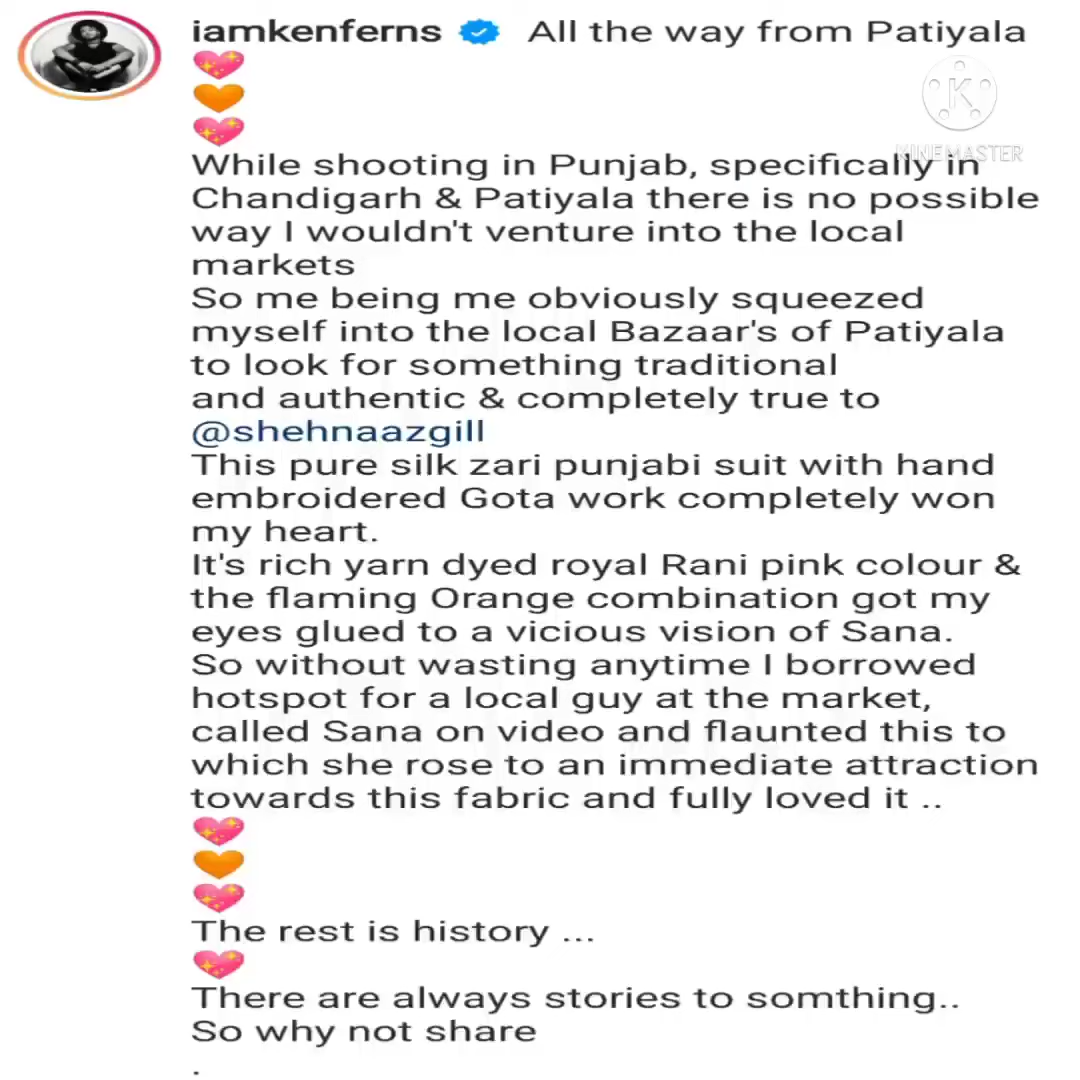 iamkenferns All the way from Patiyala
💖
🧡
💖
K
KINEMASTER
While shooting in Punjab, specifically in
Chandigarh & Patiyala there is no possible
way I wouldn't venture into the local
markets
So me being me obviously squeezed
myself into the local Bazaar's of Patiyala
to look for something traditional
and authentic & completely true to
@shehnaazgill
This pure silk zari punjabi suit with hand
embroidered Gota work completely won
my heart.
It's rich yarn dyed royal Rani pink colour &
the flaming Orange combination got my
eyes glued to a vicious vision of Sana.
So without wasting anytime I borrowed
hotspot for a local guy at the market,
called Sana on video and flaunted this to
which she rose to an immediate attraction
towards this fabric and fully loved it ..
💖
🧡
💖
The rest is history ...
💖
There are always stories to somthing..
So why not share
.